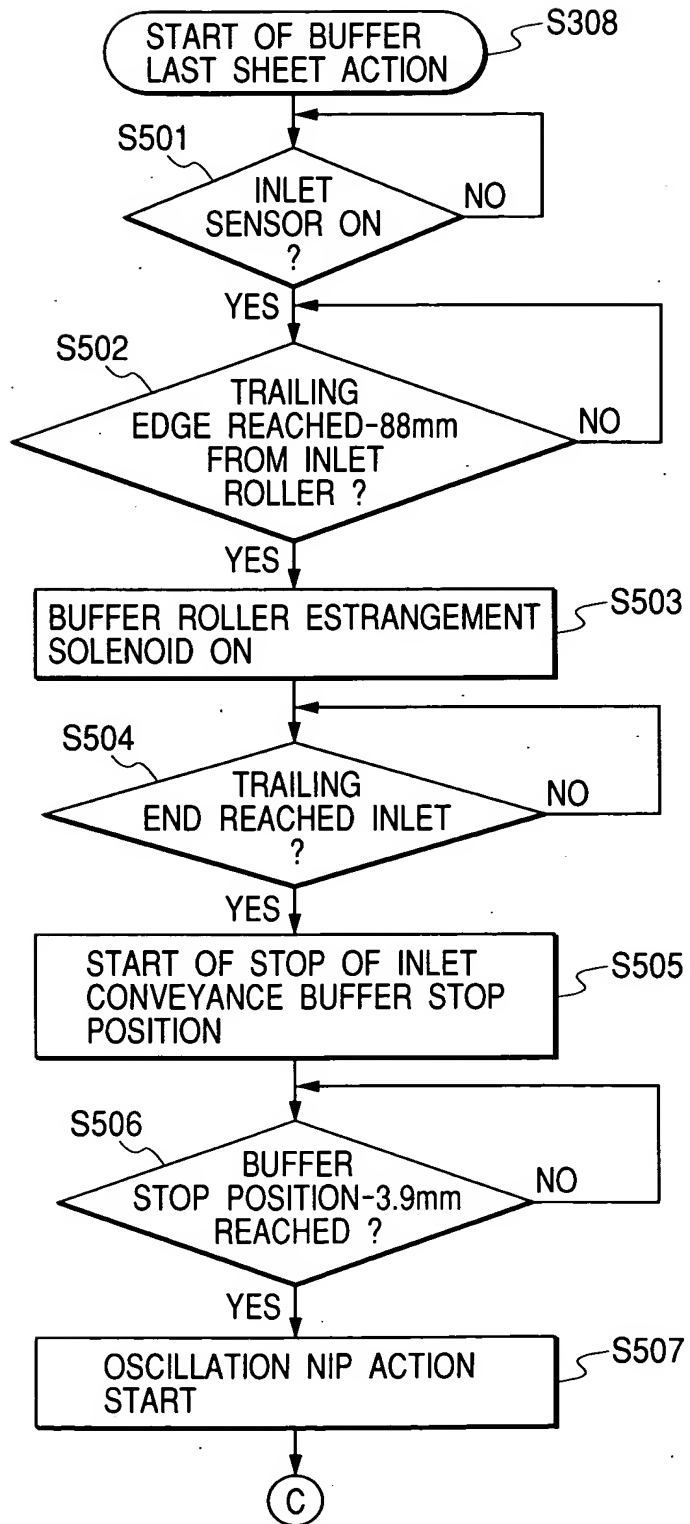 START OF BUFFER
LAST SHEET ACTION
S308
S501
INLET
SENSOR ON
?
NO
YES
S502
TRAILING
EDGE REACHED-88mm
FROM INLET
ROLLER ?
NO
YES
BUFFER ROLLER ESTRANGEMENT
SOLENOID ON
S503
S504
TRAILING
END REACHED INLET
?
NO
YES
START OF STOP OF INLET
CONVEYANCE BUFFER STOP
POSITION
S505
S506
BUFFER
STOP POSITION-3.9mm
REACHED ?
NO
YES
OSCILLATION NIP ACTION
START
S507
C